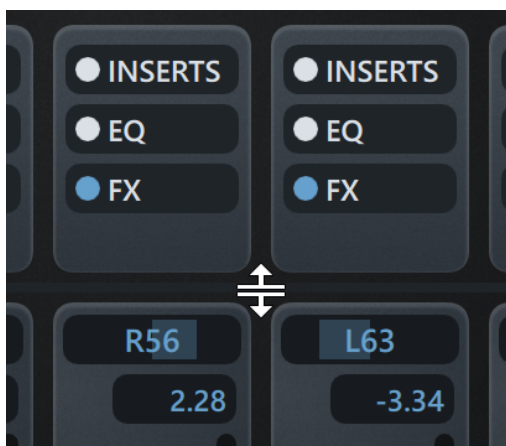 INSERTS INSERTS
EQ EQ
FX FX
R56 L63
2.28 -3.34